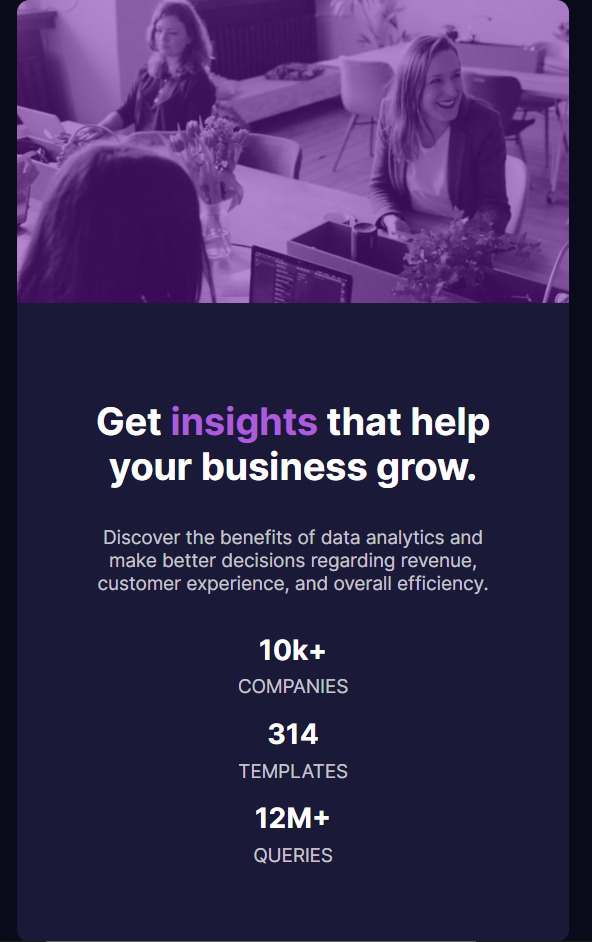 Get insights that help
your business grow.
Discover the benefits of data analytics and
make better decisions regarding revenue,
customer experience, and overall efficiency.
10k+
COMPANIES
314
TEMPLATES
12M+
QUERIES